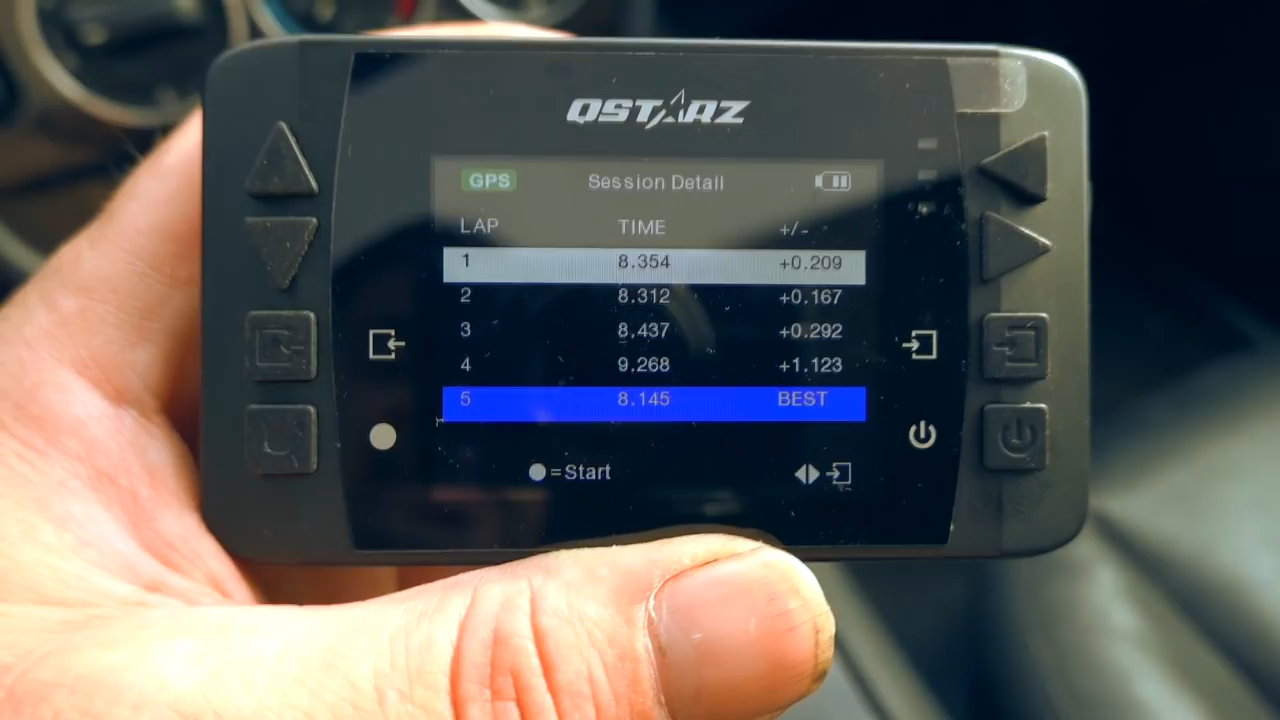 QSTARZ
GPS Session Detail
LAP TIME +/-
1 8.354 +0.209
2 8.312 +0.167
3 8.437 +0.292
4 9.268 +1.123
5 8.145 BEST
=Start